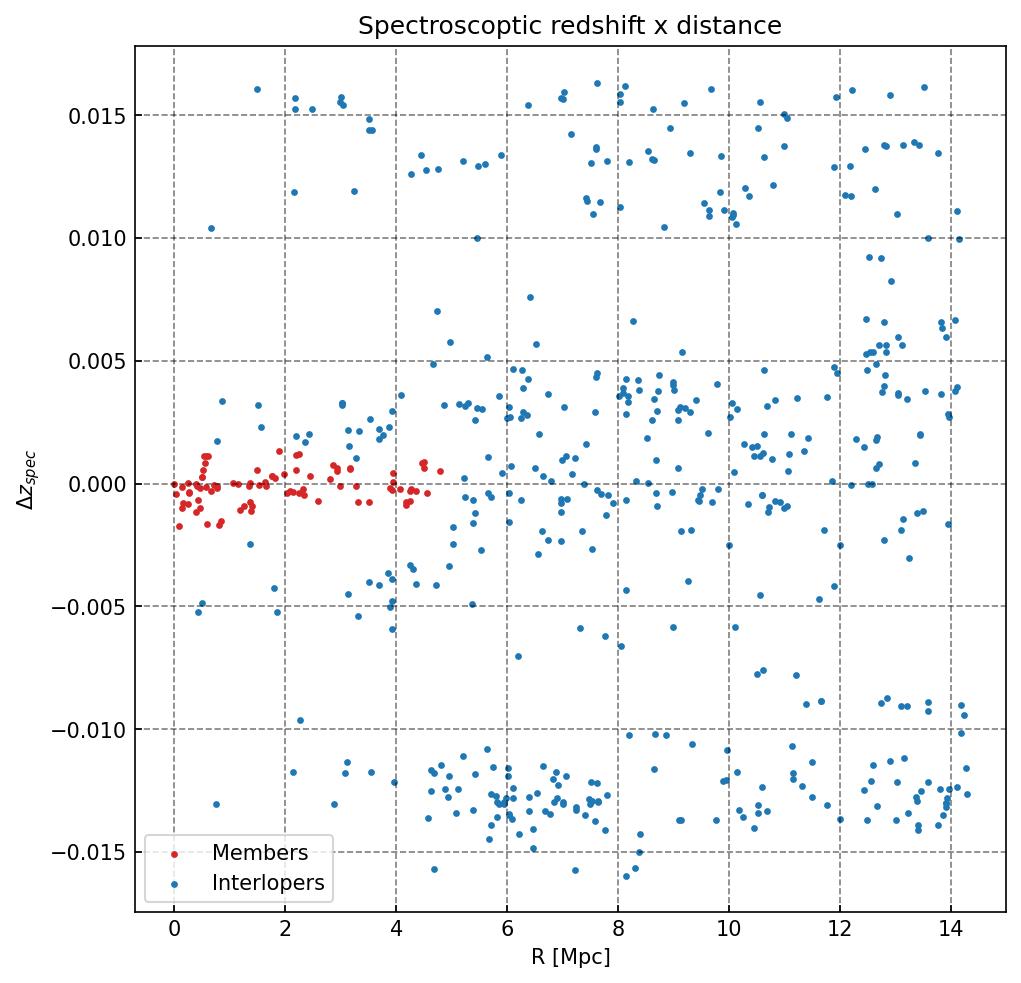 Spectroscoptic redshift x distance
0.015
0.010
0.005
0.000
−0.005
−0.010
−0.015
Δz_spec
Members
Interlopers
0 2 4 6 8 10 12 14
R [Mpc]